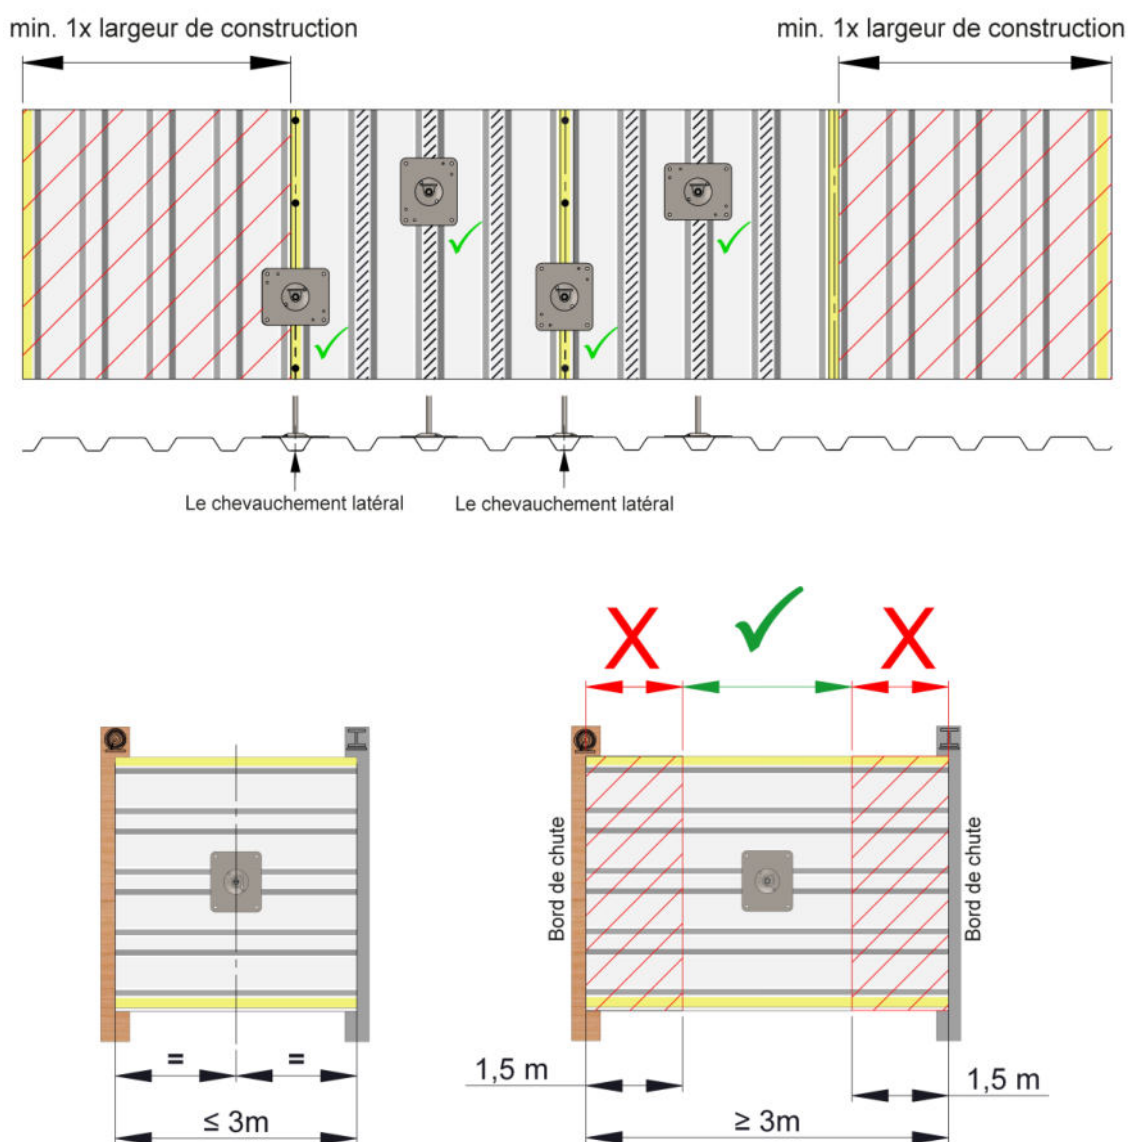 min. 1x largeur de construction
min. 1x largeur de construction
Le chevauchement latéral
Le chevauchement latéral
X
X
Bord de chute
Bord de chute
=
=
≤ 3m
1,5 m
1,5 m
≥ 3m